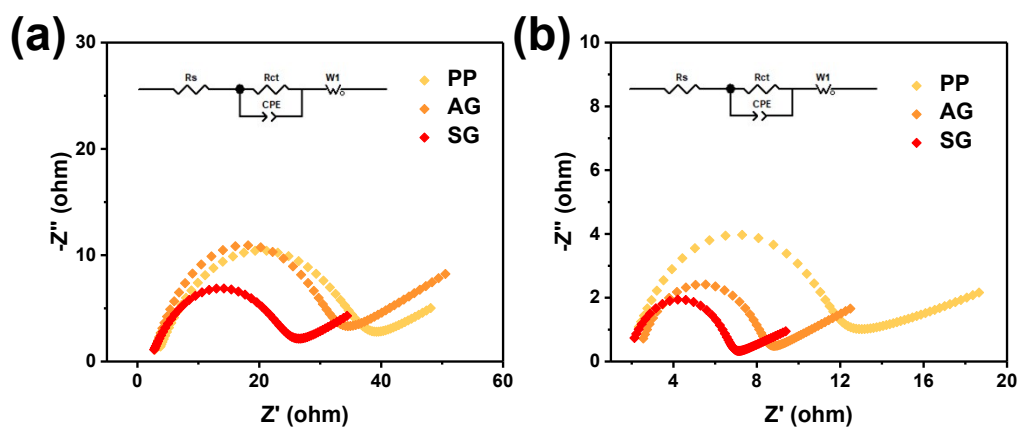 (a)
30
20
10
0
-Z" (ohm)
0 20 40 60
Z' (ohm)
Rs Rct W1
CPE
PP
AG
SG
(b)
10
8
6
4
2
0
-Z" (ohm)
4 8 12 16 20
Z' (ohm)
Rs Rct W1
CPE
PP
AG
SG